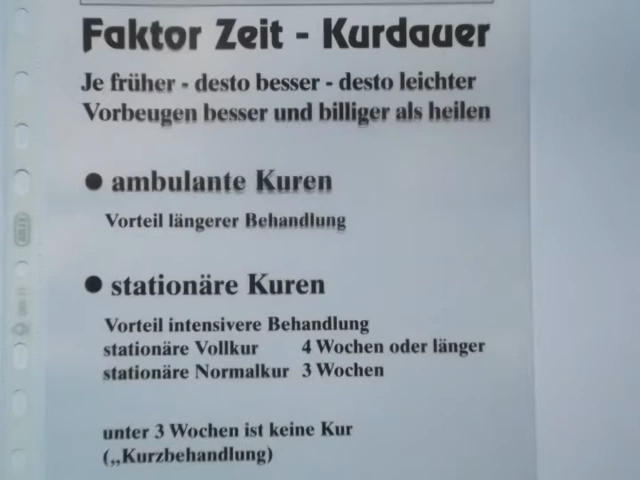 Faktor Zeit - Kurdauer
Je früher - desto besser - desto leichter
Vorbeugen besser und billiger als heilen
● ambulante Kuren
Vorteil längerer Behandlung
● stationäre Kuren
Vorteil intensivere Behandlung
stationäre Vollkur 4 Wochen oder länger
stationäre Normalkur 3 Wochen
unter 3 Wochen ist keine Kur
(„Kurzbehandlung)